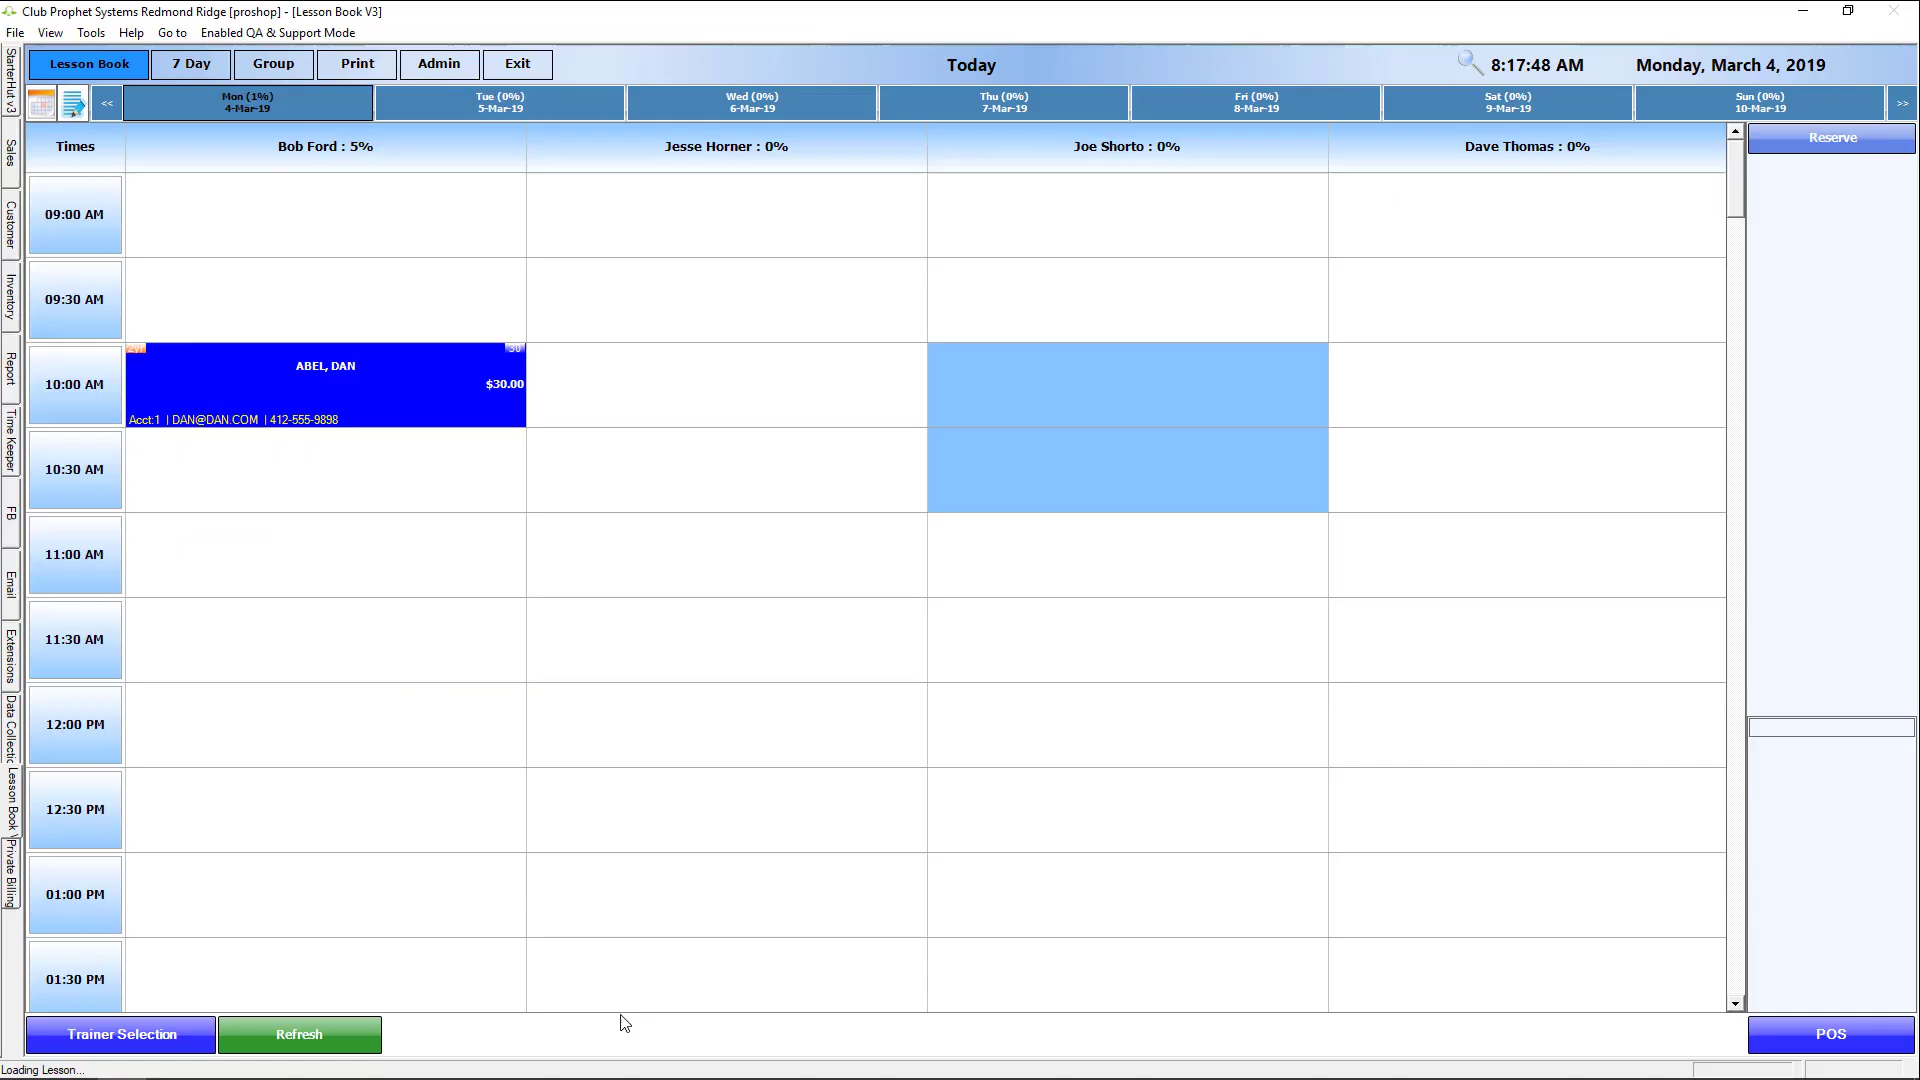 Club Prophet Systems Redmond Ridge [proshop] - [Lesson Book V3]
File View Tools Help Go to Enabled QA & Support Mode
Lesson Book 7 Day Group Print Admin Exit Today 8:17:48 AM Monday, March 4, 2019
<< Mon (1%) Tue (0%) Wed (0%) Thu (0%) Fri (0%) Sat (0%) Sun (0%) >>
4-Mar-19 5-Mar-19 6-Mar-19 7-Mar-19 8-Mar-19 9-Mar-19 10-Mar-19
Times Bob Ford : 5% Jesse Horner : 0% Joe Shorto : 0% Dave Thomas : 0% Reserve
09:00 AM
09:30 AM
30
ABEL, DAN
10:00 AM $30.00
Acct:1 | DAN@DAN.COM | 412-555-9898
10:30 AM
11:00 AM
11:30 AM
12:00 PM
12:30 PM
01:00 PM
01:30 PM
Trainer Selection Refresh POS
Loading Lesson...
StarterHut v3
Sales
Customer
Inventory
Report
Time Keeper
FB
Email
Extensions
Data Collectic
Lesson Book
Private Billing